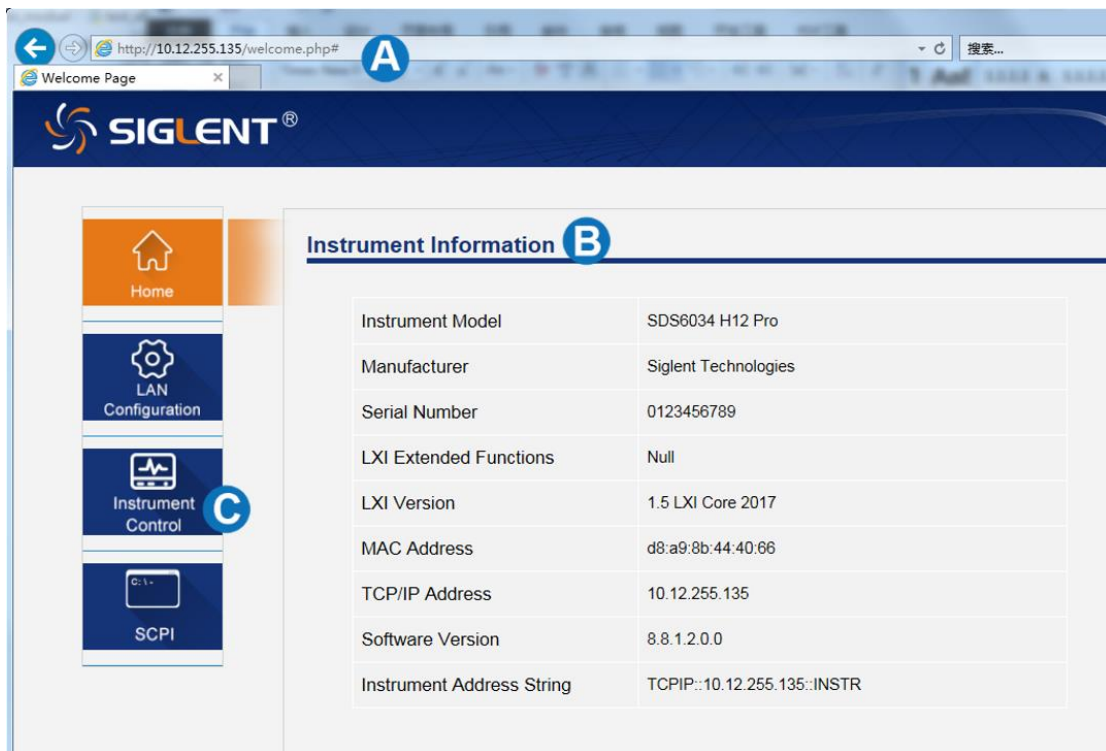 http://10.12.255.135/welcome.php#
A
搜索...
Welcome Page
SIGLENT®
Home
LAN
Configuration
Instrument
Control
C
C:\-
SCPI
Instrument Information
B
Instrument Model SDS6034 H12 Pro
Manufacturer Siglent Technologies
Serial Number 0123456789
LXI Extended Functions Null
LXI Version 1.5 LXI Core 2017
MAC Address d8:a9:8b:44:40:66
TCP/IP Address 10.12.255.135
Software Version 8.8.1.2.0.0
Instrument Address String TCPIP::10.12.255.135::INSTR